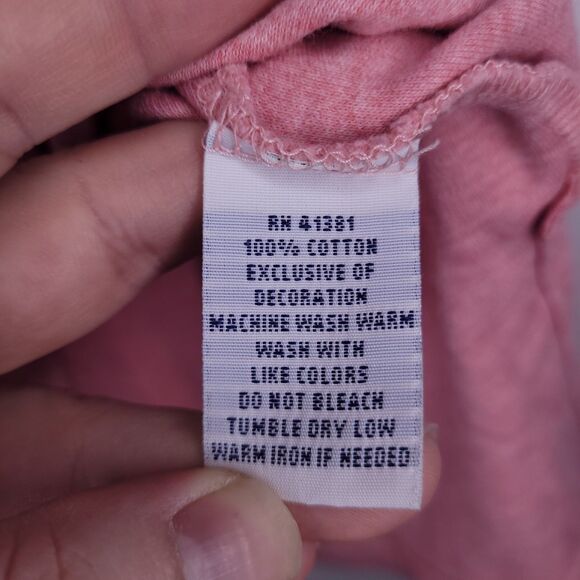 RN 41381
100% COTTON
EXCLUSIVE OF
DECORATION
MACHINE WASH WARM
WASH WITH
LIKE COLORS
DO NOT BLEACH
TUMBLE DRY LOW
WARM IRON IF NEEDED